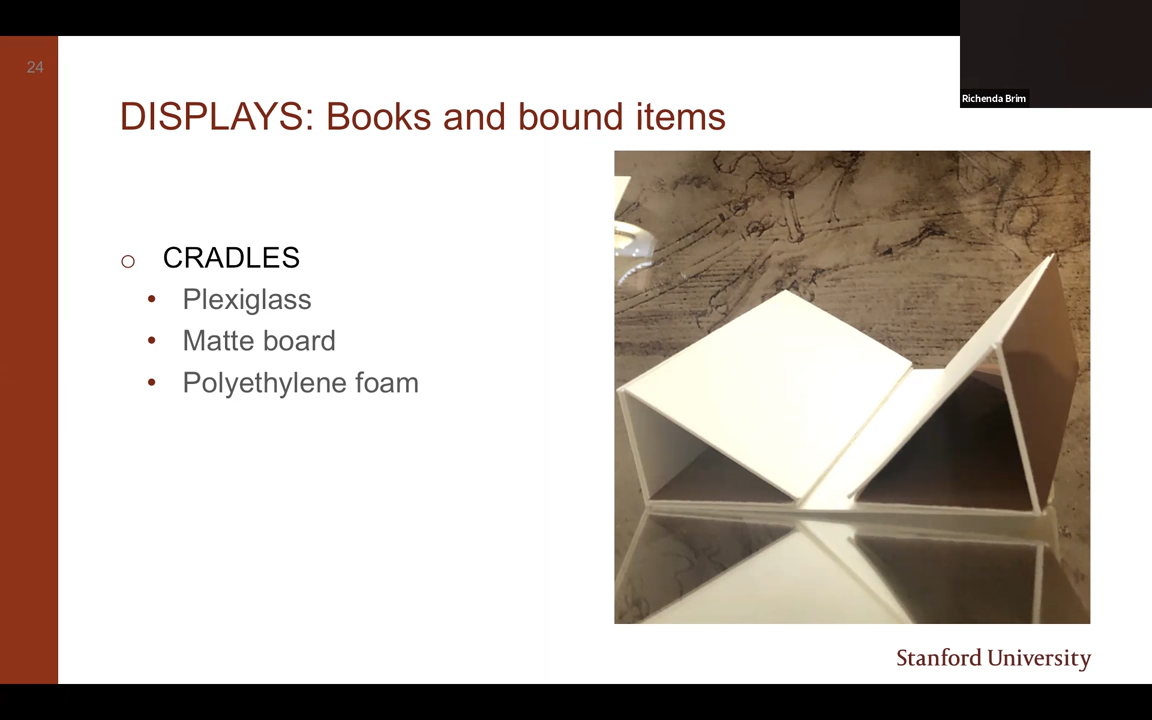 24
Richenda Brim
DISPLAYS: Books and bound items
CRADLES
Plexiglass
Matte board
Polyethylene foam
Stanford University